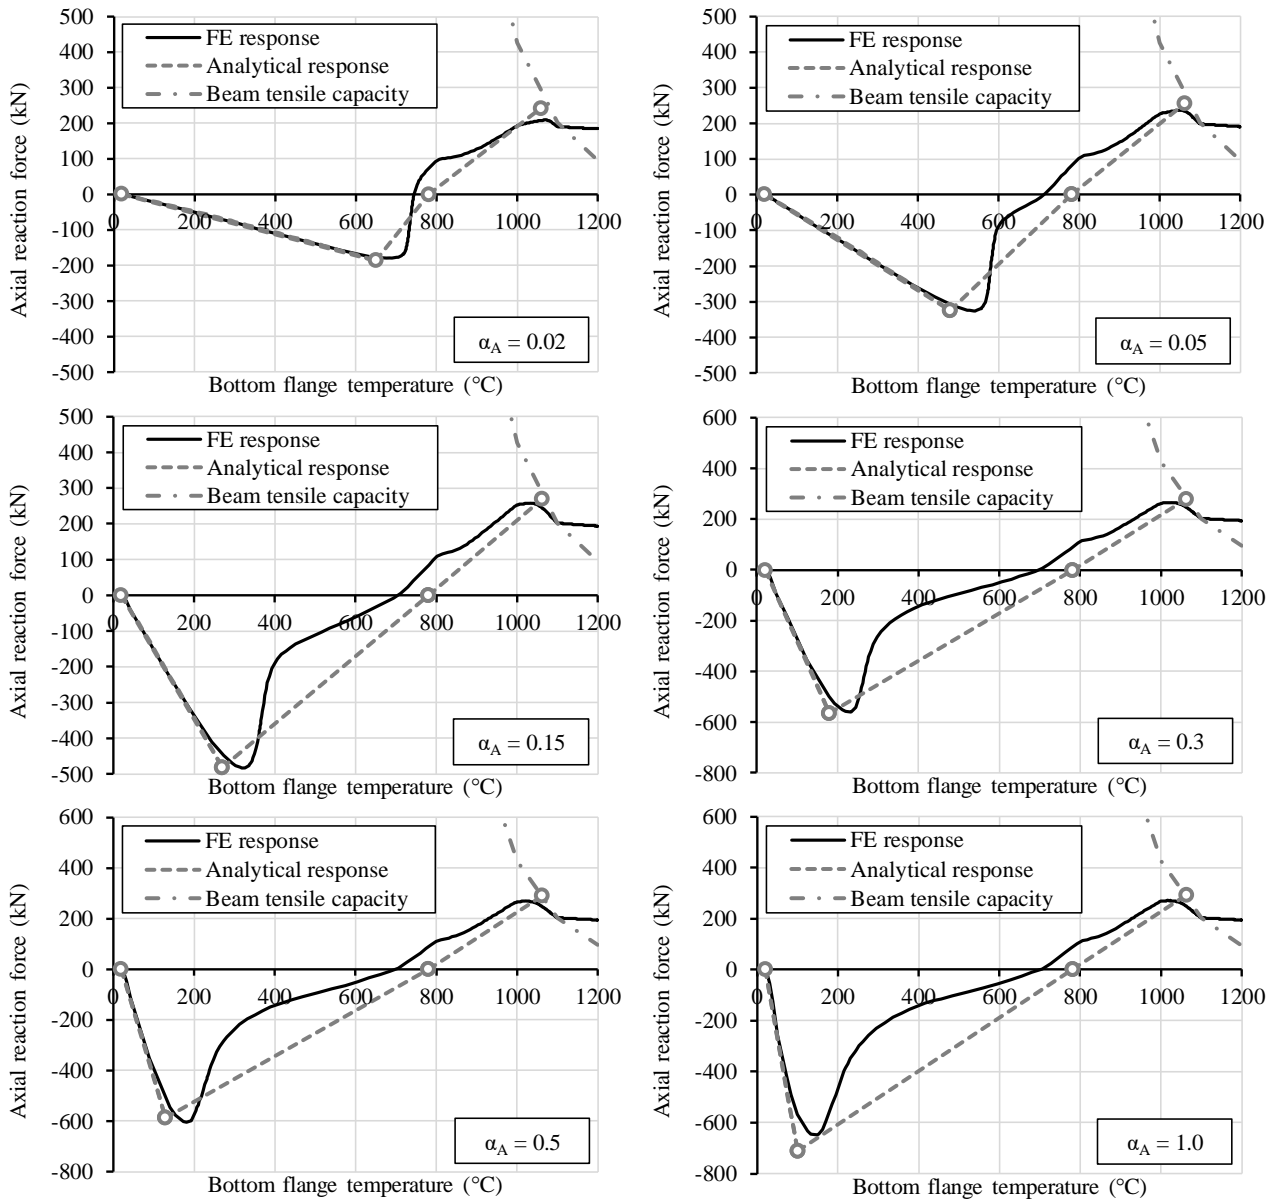 500
400
300
200
100
0
-100
-200
-300
-400
-500
0 200 400 600 800 1000 1200
Axial reaction force (kN)
Bottom flange temperature (°C)
FE response
Analytical response
Beam tensile capacity
αA = 0.02
500
400
300
200
100
0
-100
-200
-300
-400
-500
0 200 400 600 800 1000 1200
Axial reaction force (kN)
Bottom flange temperature (°C)
FE response
Analytical response
Beam tensile capacity
αA = 0.05
500
400
300
200
100
0
-100
-200
-300
-400
-500
0 200 400 600 800 1000 1200
Axial reaction force (kN)
Bottom flange temperature (°C)
FE response
Analytical response
Beam tensile capacity
αA = 0.15
600
400
200
0
-200
-400
-600
-800
0 200 400 600 800 1000 1200
Axial reaction force (kN)
Bottom flange temperature (°C)
FE response
Analytical response
Beam tensile capacity
αA = 0.3
600
400
200
0
-200
-400
-600
-800
0 200 400 600 800 1000 1200
Axial reaction force (kN)
Bottom flange temperature (°C)
FE response
Analytical response
Beam tensile capacity
αA = 0.5
600
400
200
0
-200
-400
-600
-800
0 200 400 600 800 1000 1200
Axial reaction force (kN)
Bottom flange temperature (°C)
FE response
Analytical response
Beam tensile capacity
αA = 1.0